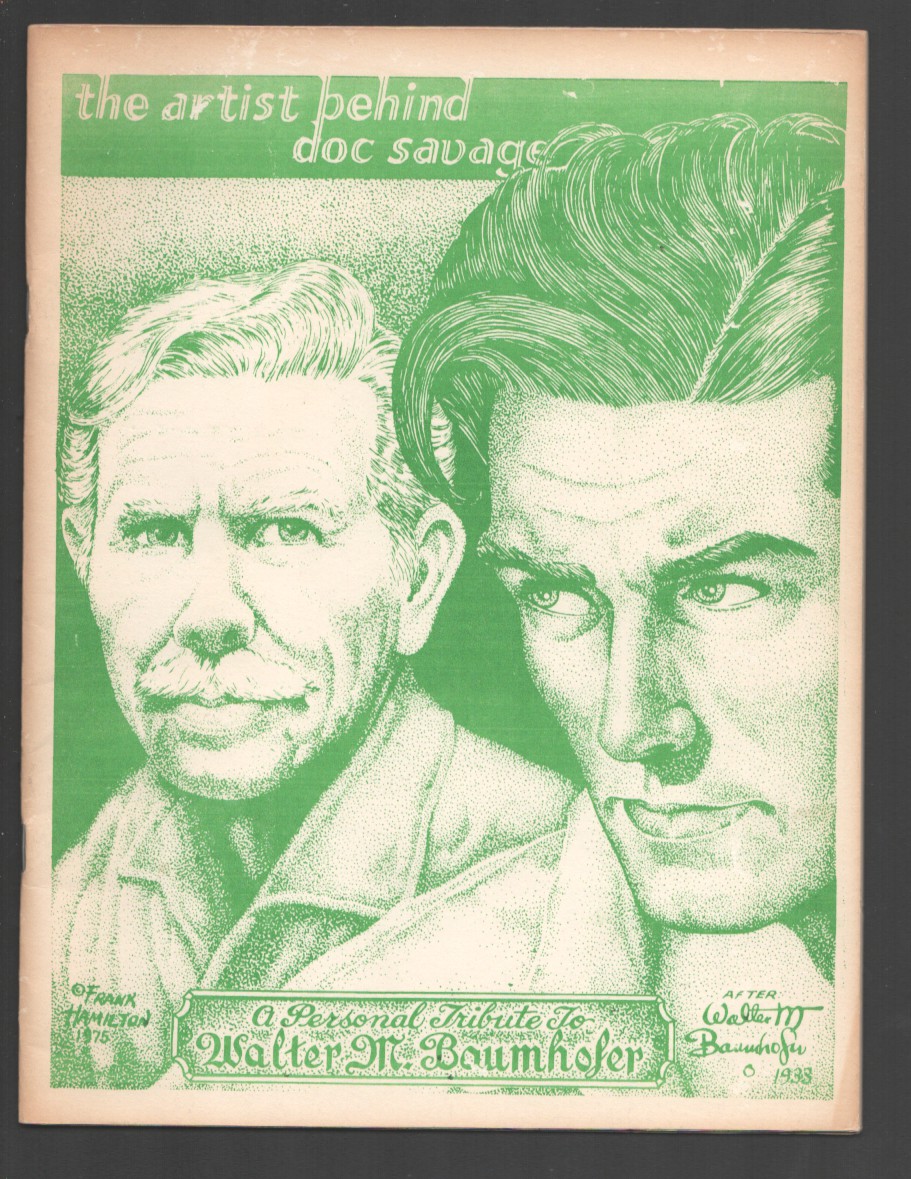 the artist behind
doc savage
©FRANK
HAMILTON
1975
A Personal Tribute To
Walter M. Baumhofer
AFTER
Walter M
Baumhofer
1933